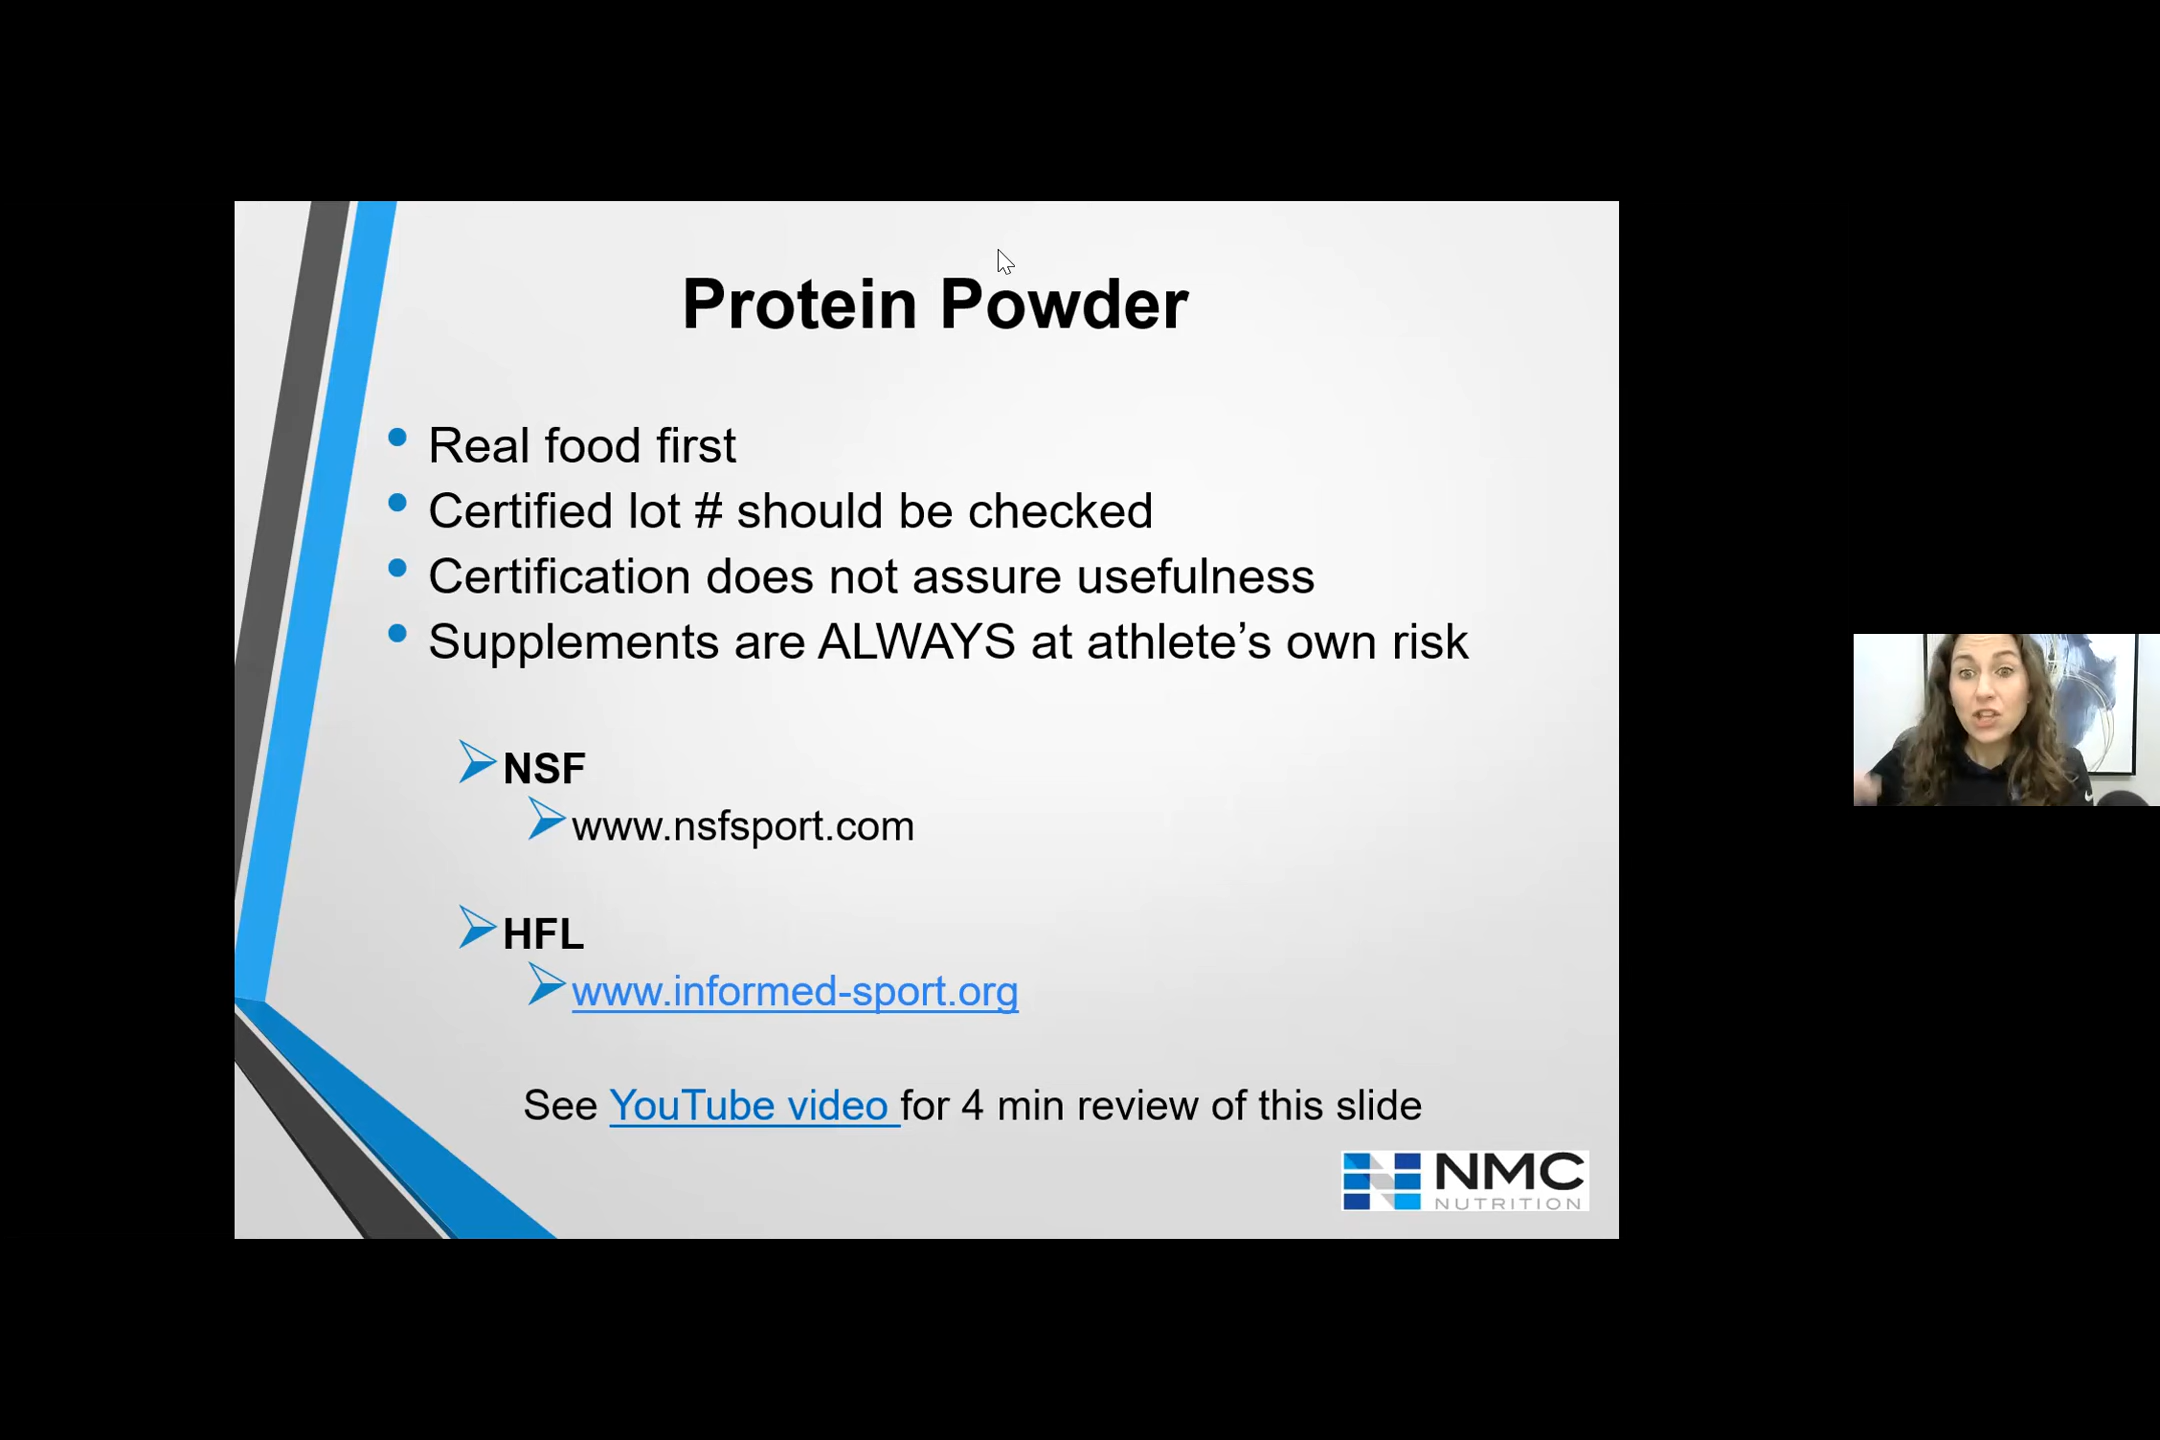 Protein Powder
Real food first
Certified lot # should be checked
Certification does not assure usefulness
Supplements are ALWAYS at athlete’s own risk
NSF
www.nsfsport.com
HFL
www.informed-sport.org
See YouTube video for 4 min review of this slide
NMC
NUTRITION